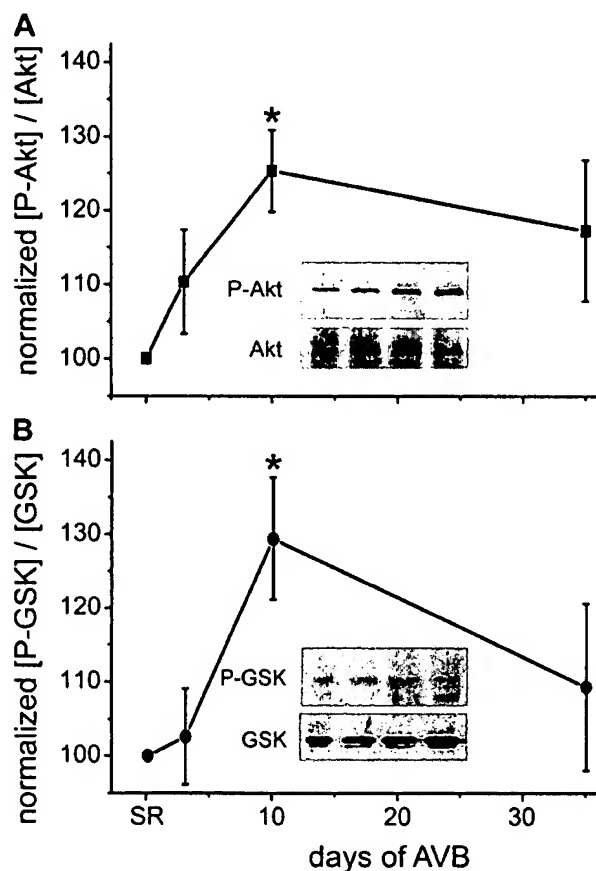 A
normalized [P-Akt] / [Akt]
140
130
120
110
100
*
P-Akt
Akt
B
normalized [P-GSK] / [GSK]
140
130
120
110
100
*
P-GSK
GSK
SR 10 20 30
days of AVB